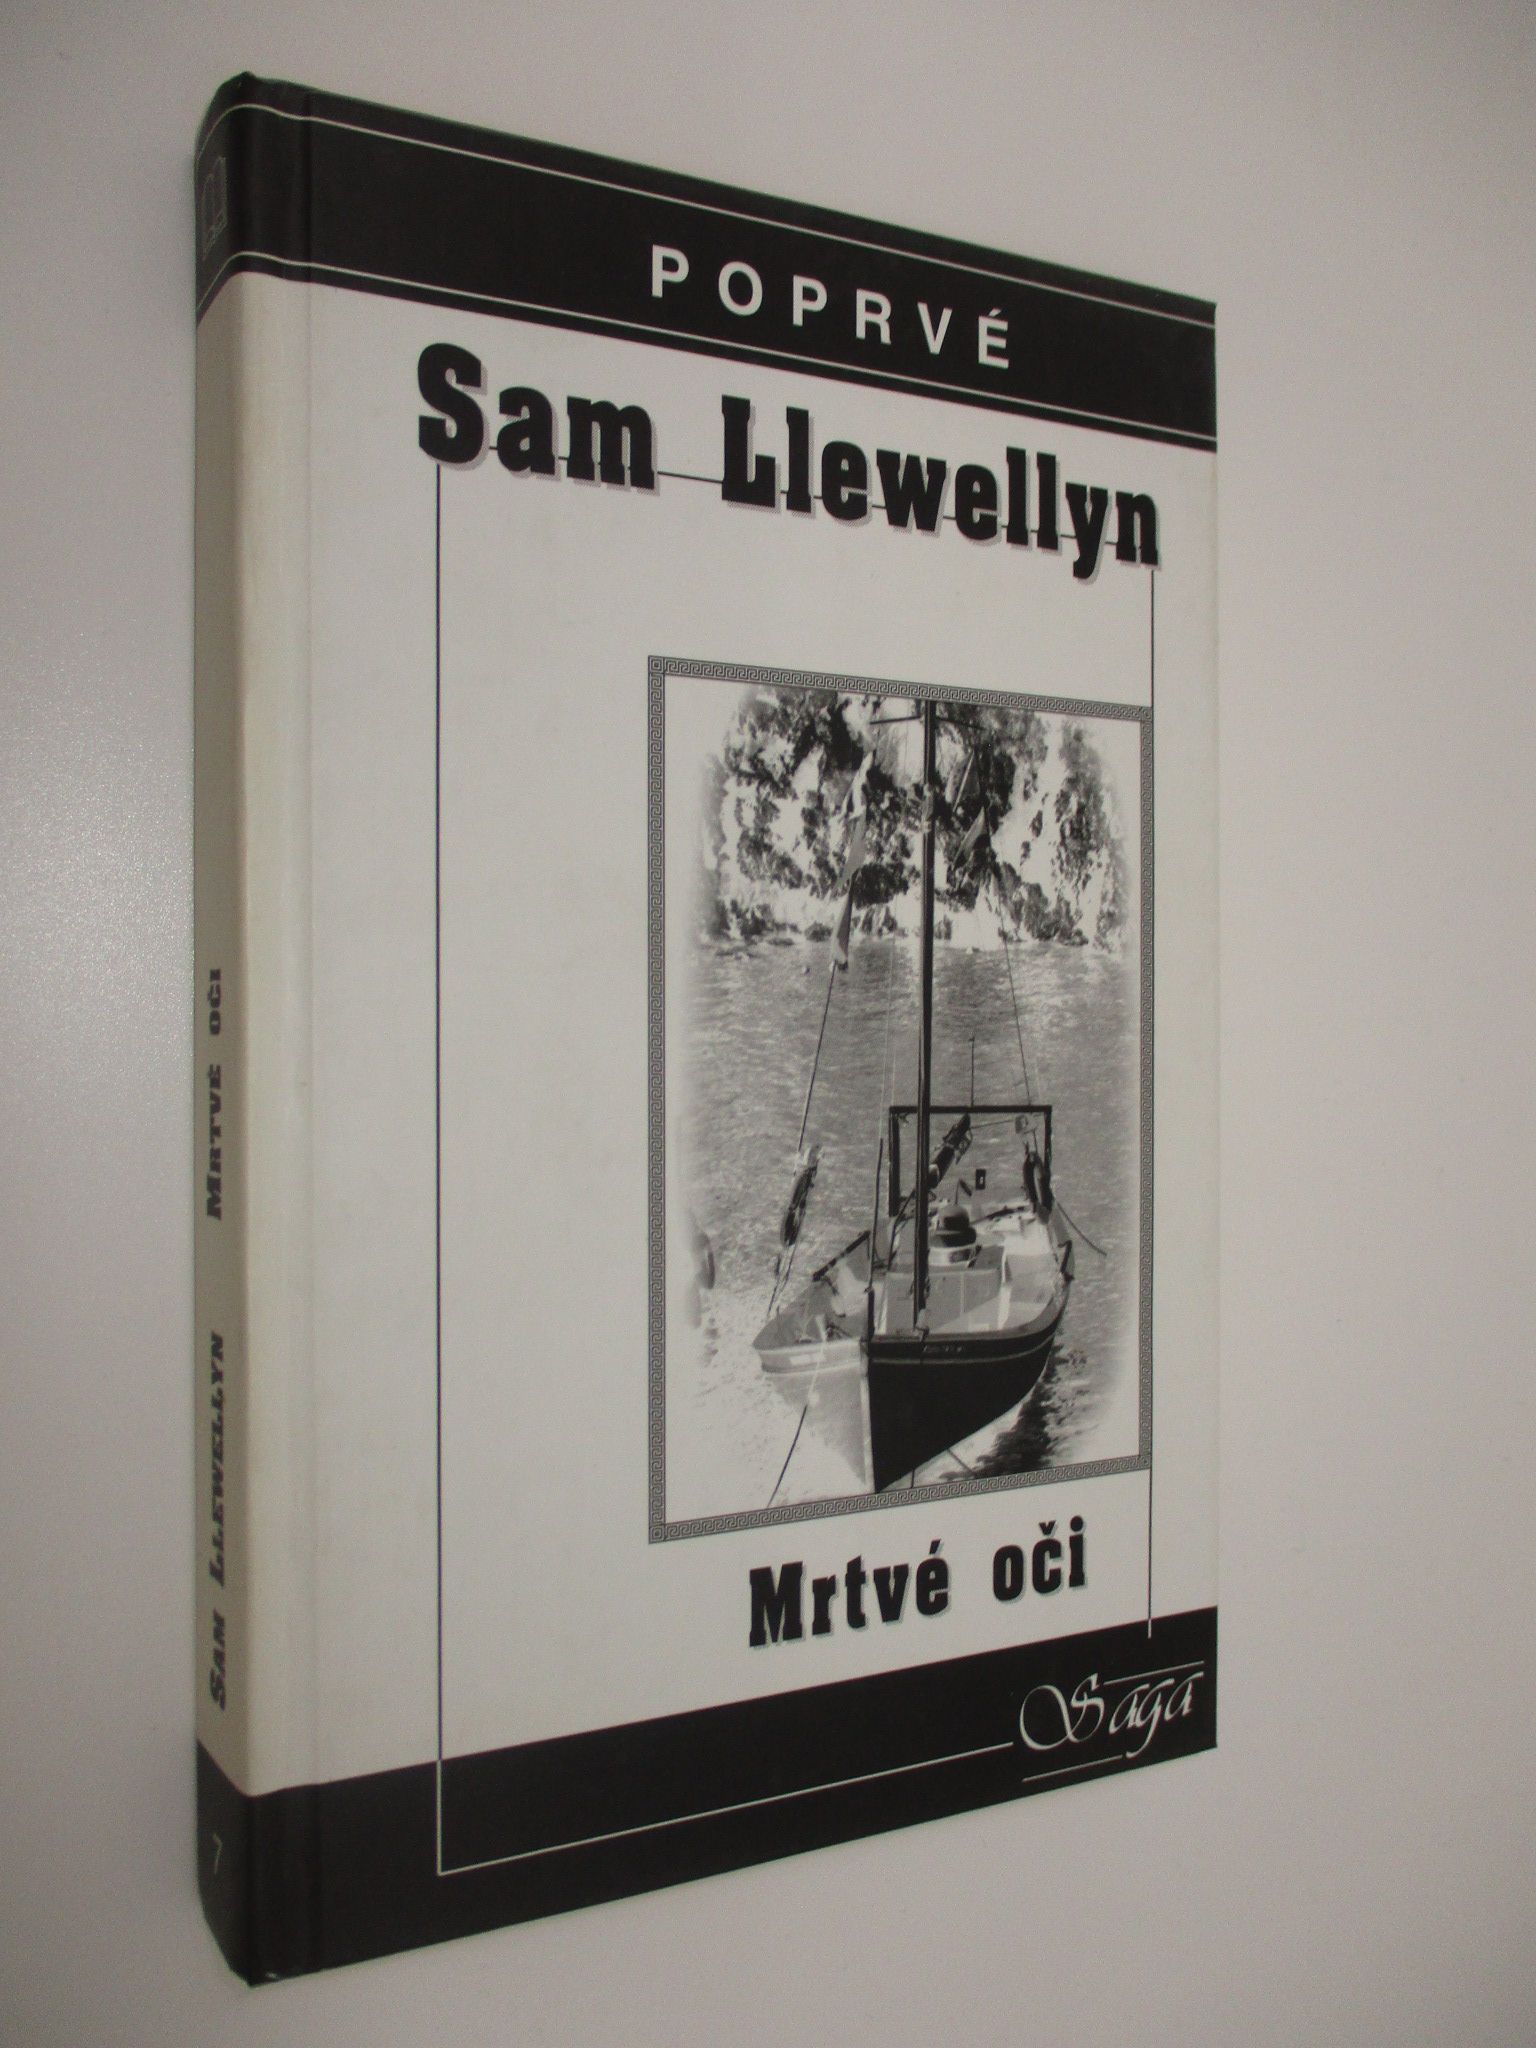 POPRVÉ
Sam Llewellyn
Mrtvé oči
Saga
SAM LLEWELLYN MRTVÉ OČI
7